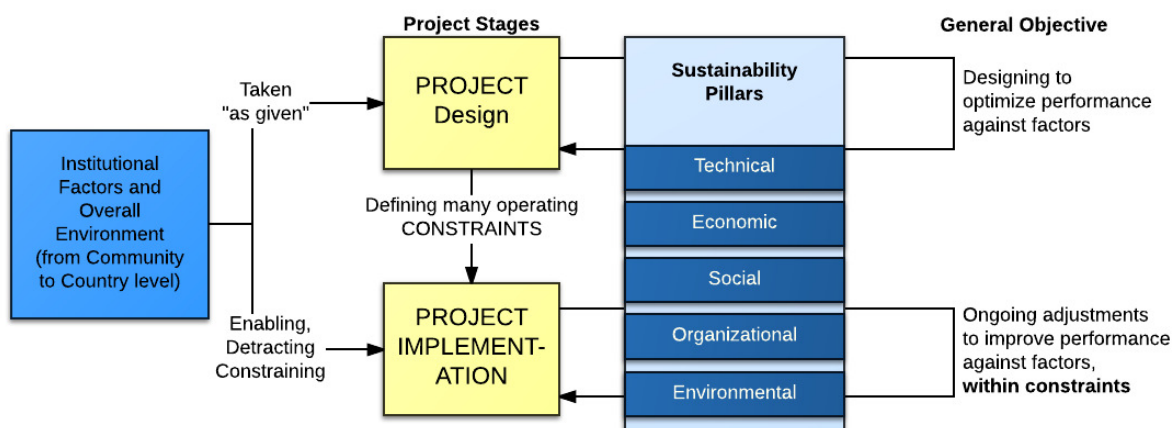 Project Stages
General Objective
Institutional
Factors and
Overall
Environment
(from Community
to Country level)
Taken
"as given"
Enabling,
Detracting
Constraining
PROJECT
Design
Defining many operating
CONSTRAINTS
PROJECT
IMPLEMENT-
ATION
Sustainability
Pillars
Technical
Economic
Social
Organizational
Environmental
Designing to
optimize performance
against factors
Ongoing adjustments
to improve performance
against factors,
within constraints